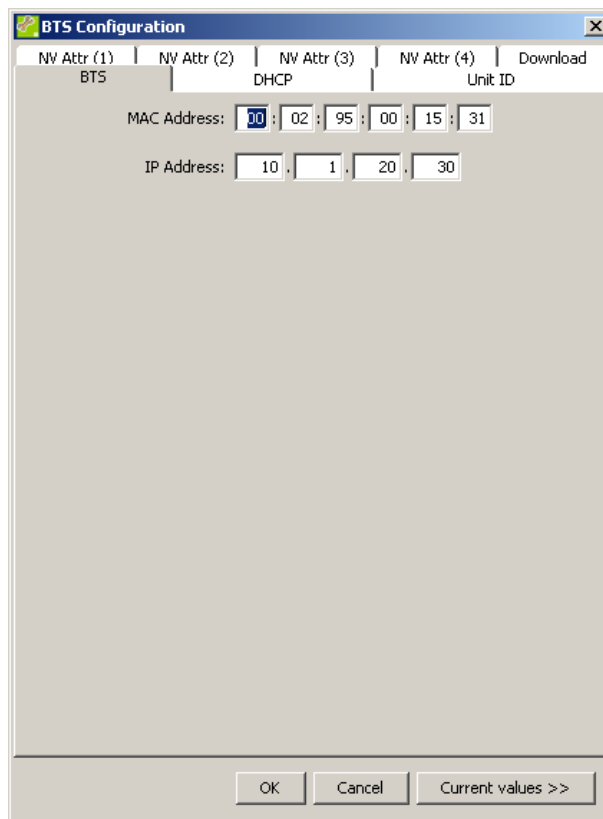 BTS Configuration
NV Attr (1) NV Attr (2) NV Attr (3) NV Attr (4) Download
BTS DHCP Unit ID
MAC Address: 00 : 02 : 95 : 00 : 15 : 31
IP Address: 10 . 1 . 20 . 30
OK Cancel Current values >>